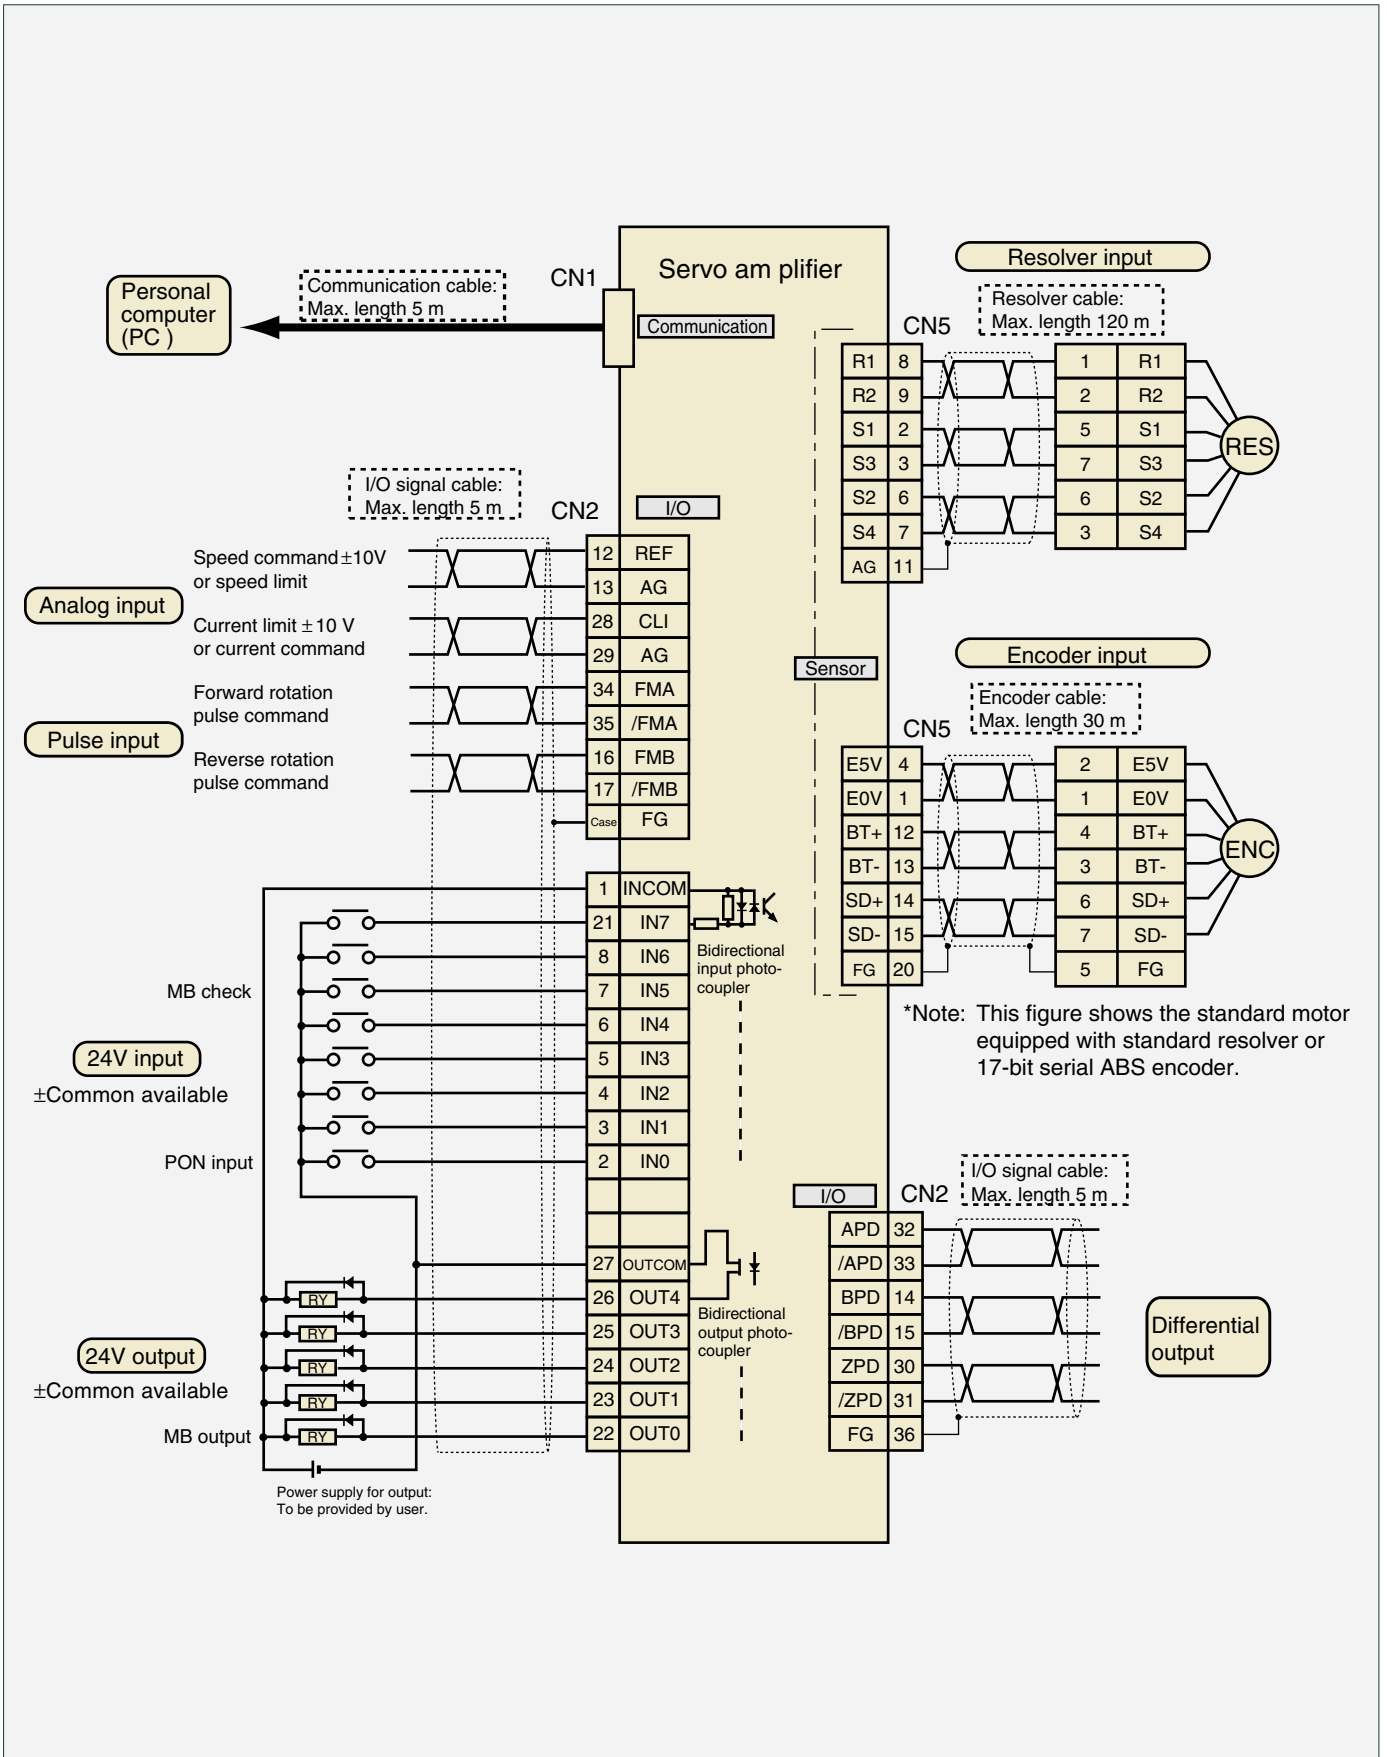 Servo am plifier
Personal
computer
(PC )
Communication cable:
Max. length 5 m
CN1
Communication
I/O signal cable:
Max. length 5 m
CN2
I/O
Analog input
Speed command±10V
or speed limit
Current limit ±10 V
or current command
Pulse input
Forward rotation
pulse command
Reverse rotation
pulse command
12 REF
13 AG
28 CLI
29 AG
34 FMA
35 /FMA
16 FMB
17 /FMB
Case FG
1 INCOM
21 IN7
8 IN6
7 IN5
6 IN4
5 IN3
4 IN2
3 IN1
2 IN0
27 OUTCOM
26 OUT4
25 OUT3
24 OUT2
23 OUT1
22 OUT0
Bidirectional
input photo-
coupler
Bidirectional
output photo-
coupler
MB check
24V input
±Common available
PON input
24V output
±Common available
MB output
RY
RY
RY
RY
RY
Power supply for output:
To be provided by user.
Resolver input
Resolver cable:
Max. length 120 m
CN5
R1 8 1 R1
R2 9 2 R2
S1 2 5 S1
S3 3 7 S3
S2 6 6 S2
S4 7 3 S4
AG 11
RES
Sensor
Encoder input
Encoder cable:
Max. length 30 m
CN5
E5V 4 2 E5V
E0V 1 1 E0V
BT+ 12 4 BT+
BT- 13 3 BT-
SD+ 14 6 SD+
SD- 15 7 SD-
FG 20 5 FG
ENC
*Note: This figure shows the standard motor
equipped with standard resolver or
17-bit serial ABS encoder.
I/O
CN2
I/O signal cable:
Max. length 5 m
APD 32
/APD 33
BPD 14
/BPD 15
ZPD 30
/ZPD 31
FG 36
Differential
output